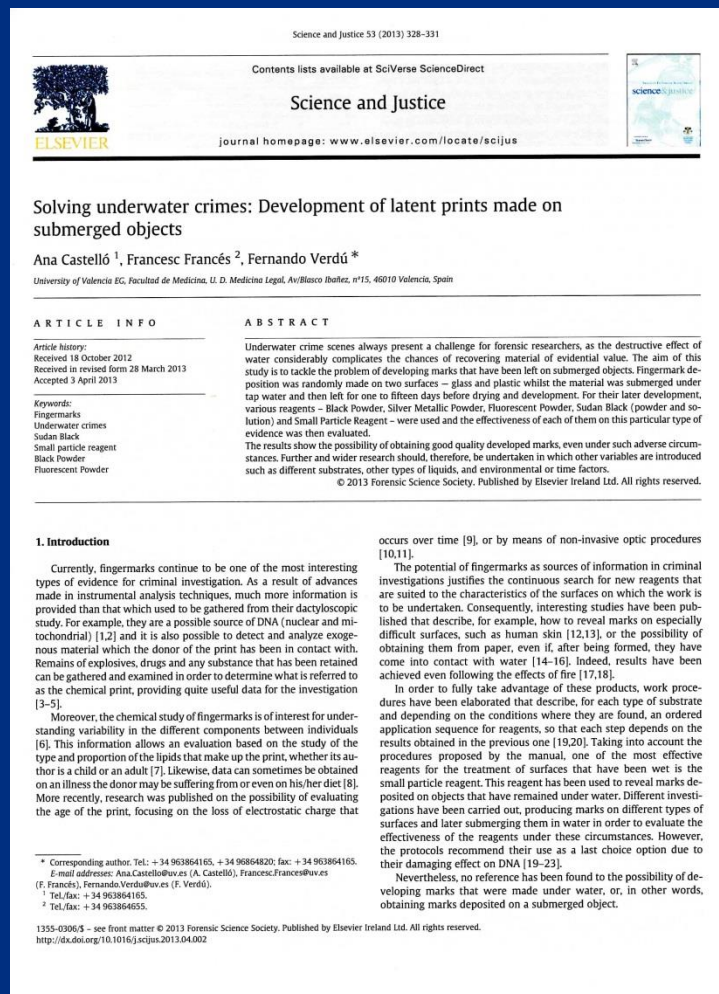 Science and Justice 53 (2013) 328–331
Contents lists available at SciVerse ScienceDirect
Science and Justice
journal homepage: www.elsevier.com/locate/scijus
ELSEVIER
science&justice
Solving underwater crimes: Development of latent prints made on
submerged objects
Ana Castelló 1, Francesc Francés 2, Fernando Verdú *
University of Valencia EG, Facultad de Medicina, U. D. Medicina Legal, Av/Blasco Ibañez, nº15, 46010 Valencia, Spain
ARTICLE INFO
Article history:
Received 18 October 2012
Received in revised form 28 March 2013
Accepted 3 April 2013
Keywords:
Fingermarks
Underwater crimes
Sudan Black
Small particle reagent
Black Powder
Fluorescent Powder
ABSTRACT
Underwater crime scenes always present a challenge for forensic researchers, as the destructive effect of
water considerably complicates the chances of recovering material of evidential value. The aim of this
study is to tackle the problem of developing marks that have been left on submerged objects. Fingermark de-
position was randomly made on two surfaces – glass and plastic whilst the material was submerged under
tap water and then left for one to fifteen days before drying and development. For their later development,
various reagents – Black Powder, Silver Metallic Powder, Fluorescent Powder, Sudan Black (powder and so-
lution) and Small Particle Reagent – were used and the effectiveness of each of them on this particular type of
evidence was then evaluated.
The results show the possibility of obtaining good quality developed marks, even under such adverse circum-
stances. Further and wider research should, therefore, be undertaken in which other variables are introduced
such as different substrates, other types of liquids, and environmental or time factors.
© 2013 Forensic Science Society. Published by Elsevier Ireland Ltd. All rights reserved.
1. Introduction
Currently, fingermarks continue to be one of the most interesting
types of evidence for criminal investigation. As a result of advances
made in instrumental analysis techniques, much more information is
provided than that which used to be gathered from their dactyloscopic
study. For example, they are a possible source of DNA (nuclear and mi-
tochondrial) [1,2] and it is also possible to detect and analyze exoge-
nous material which the donor of the print has been in contact with.
Remains of explosives, drugs and any substance that has been retained
can be gathered and examined in order to determine what is referred to
as the chemical print, providing quite useful data for the investigation
[3–5].
Moreover, the chemical study of fingermarks is of interest for under-
standing variability in the different components between individuals
[6]. This information allows an evaluation based on the study of the
type and proportion of the lipids that make up the print, whether its au-
thor is a child or an adult [7]. Likewise, data can sometimes be obtained
on an illness the donor may be suffering from or even on his/her diet [8].
More recently, research was published on the possibility of evaluating
the age of the print, focusing on the loss of electrostatic charge that
* Corresponding author. Tel.: +34 963864165, +34 96864820; fax: +34 963864165.
E-mail addresses: Ana.Castello@uv.es (A. Castelló), Francesc.Frances@uv.es
(F. Francés), Fernando.Verdu@uv.es (F. Verdú).
1 Tel./fax: +34 963864165.
2 Tel./fax: +34 963864655.
occurs over time [9], or by means of non-invasive optic procedures
[10,11].
The potential of fingermarks as sources of information in criminal
investigations justifies the continuous search for new reagents that
are suited to the characteristics of the surfaces on which the work is
to be undertaken. Consequently, interesting studies have been pub-
lished that describe, for example, how to reveal marks on especially
difficult surfaces, such as human skin [12,13], or the possibility of
obtaining them from paper, even if, after being formed, they have
come into contact with water [14–16]. Indeed, results have been
achieved even following the effects of fire [17,18].
In order to fully take advantage of these products, work proce-
dures have been elaborated that describe, for each type of substrate
and depending on the conditions where they are found, an ordered
application sequence for reagents, so that each step depends on the
results obtained in the previous one [19,20]. Taking into account the
procedures proposed by the manual, one of the most effective
reagents for the treatment of surfaces that have been wet is the
small particle reagent. This reagent has been used to reveal marks de-
posited on objects that have remained under water. Different investi-
gations have been carried out, producing marks on different types of
surfaces and later submerging them in water in order to evaluate the
effectiveness of the reagents under these circumstances. However,
the protocols recommend their use as a last choice option due to
their damaging effect on DNA [19–23].
Nevertheless, no reference has been found to the possibility of de-
veloping marks that were made under water, or, in other words,
obtaining marks deposited on a submerged object.
1355-0306/$ – see front matter © 2013 Forensic Science Society. Published by Elsevier Ireland Ltd. All rights reserved.
http://dx.doi.org/10.1016/j.scijus.2013.04.002